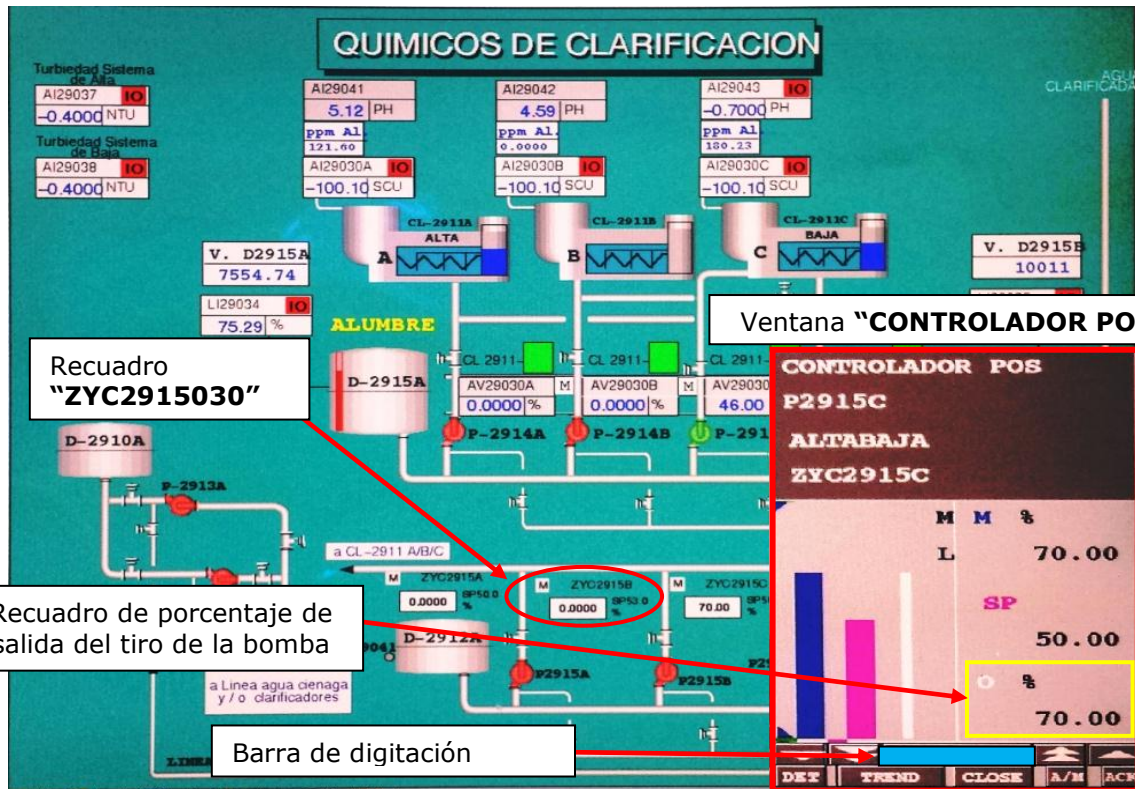 QUIMICOS DE CLARIFICACION
Turbiedad Sistema
de Alta
AI29037 IO
-0.4000 NTU
Turbiedad Sistema
de Baja
AI29038 IO
-0.4000 NTU
AI29041
5.12 PH
ppm Al.
121.60
AI29030A IO
-100.10 SCU
AI29042
4.59 PH
ppm Al.
0.0000
AI29030B IO
-100.10 SCU
AI29043 IO
-0.7000 PH
ppm Al.
180.23
AI29030C IO
-100.10 SCU
AGUA
CLARIFICADA
CL-2911A
ALTA
A
CL-2911B
B
CL-2911C
BAJA
C
V. D2915A
7554.74
LI29034 IO
75.29 %
V. D2915B
10011
ALUMBRE
Ventana "CONTROLADOR PO
Recuadro
"ZYC2915030"
D-2915A
CL 2911-
AV29030A M
0.0000 %
CL 2911-
AV29030B M
0.0000 %
CL 2911-
AV29030
46.00
P-2914A
P-2914B
P-291
D-2910A
P-2913A
a CL-2911 A/B/C
M ZYC2915A
0.0000 SP50.0
%
M ZYC2915B
0.0000 SP53.0
%
M ZYC2915C
70.00
%
Recuadro de porcentaje de
salida del tiro de la bomba
D-2912A
P2915A
P2915B
a Linea agua cienaga
y / o clarificadores
Barra de digitación
CONTROLADOR POS
P2915C
ALTABAJA
ZYC2915C
M M %
L 70.00
SP
50.00
O %
70.00
DET TREND CLOSE A/M ACK